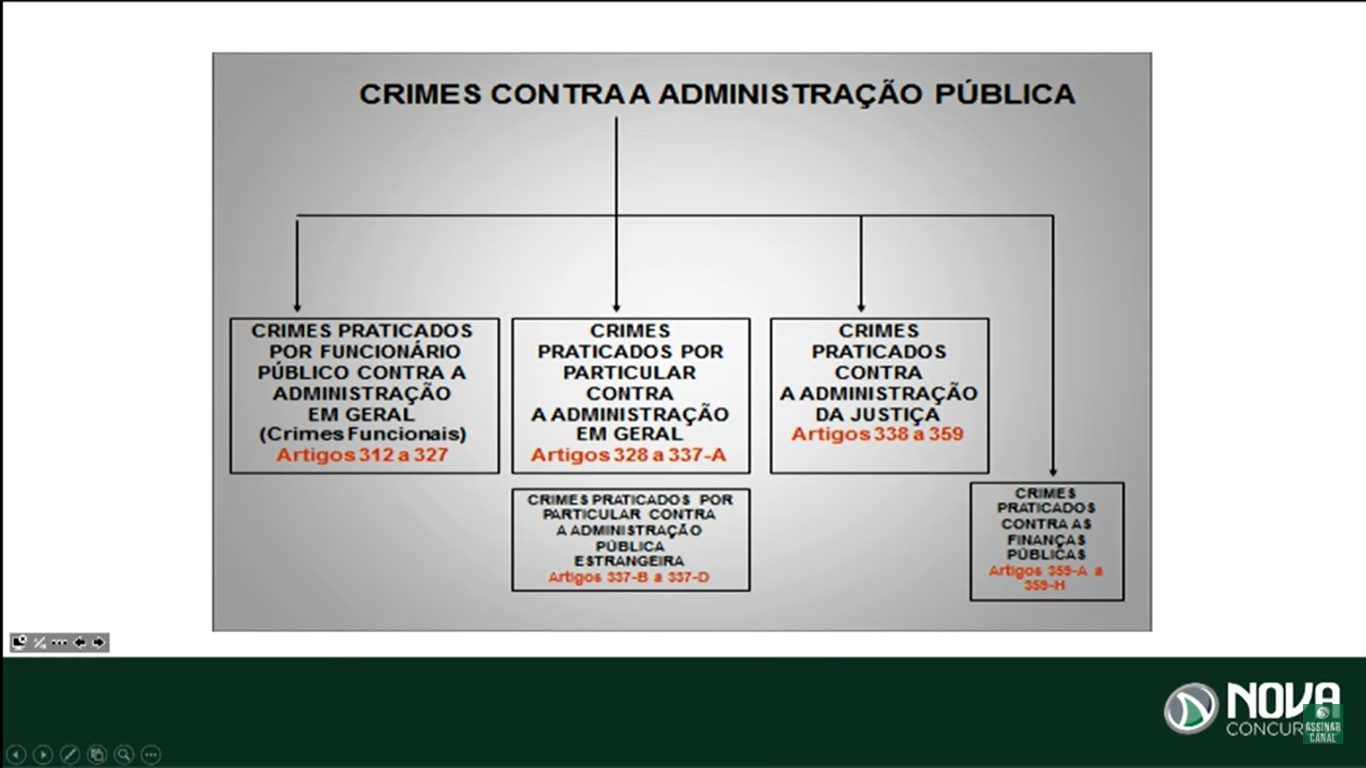 CRIMES CONTRA A ADMINISTRAÇÃO PÚBLICA
CRIMES PRATICADOS
POR FUNCIONÁRIO
PÚBLICO CONTRA A
ADMINISTRAÇÃO
EM GERAL
(Crimes Funcionais)
Artigos 312 a 327
CRIMES
PRATICADOS POR
PARTICULAR
CONTRA
A ADMINISTRAÇÃO
EM GERAL
Artigos 328 a 337-A
CRIMES
PRATICADOS
CONTRA
A ADMINISTRAÇÃO
DA JUSTIÇA
Artigos 338 a 359
CRIMES PRATICADOS POR
PARTICULAR CONTRA
A ADMINISTRAÇÃO
PÚBLICA
ESTRANGEIRA
Artigos 337-B a 337-D
CRIMES
PRATICADOS
CONTRA AS
FINANÇAS
PÚBLICAS
Artigos 359-A a
359-H
NOVA
ASSINAR
CANAL